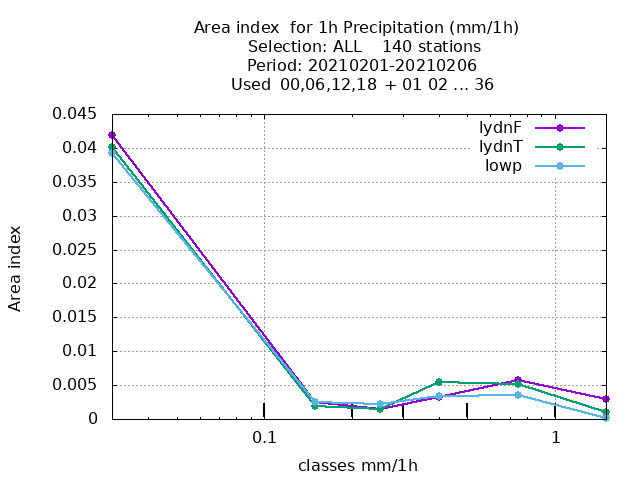 Area index  for 1h Precipitation (mm/1h)
Selection: ALL    140 stations
Period: 20210201-20210206
Used 00,06,12,18 + 01 02 ... 36
lydnF
lydnT
lowp
0.045
0.04
0.035
0.03
0.025
0.02
0.015
0.01
0.005
0
Area index
0.1 1
classes mm/1h